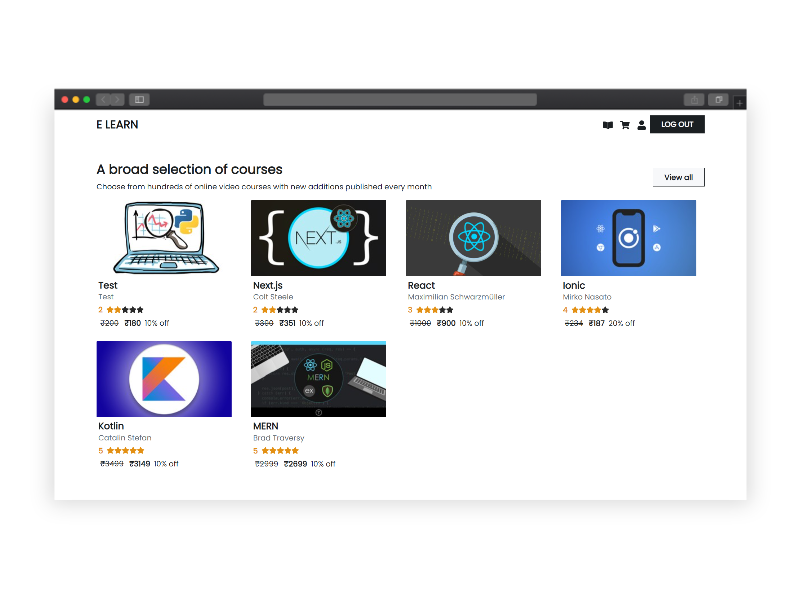 E LEARN
LOG OUT
A broad selection of courses
Choose from hundreds of online video courses with new additions published every month
View all
Test
Test
2
₹200 ₹180 10% off
NEXT.JS
Next.js
Colt Steele
2
₹390 ₹351 10% off
React
Maximilian Schwarzmüller
3
₹1000 ₹900 10% off
Ionic
Mirko Nasato
4
₹234 ₹187 20% off
Kotlin
Catalin Stefan
5
₹3499 ₹3149 10% off
JS
MERN
ex
MERN
Brad Traversy
5
₹2999 ₹2699 10% off